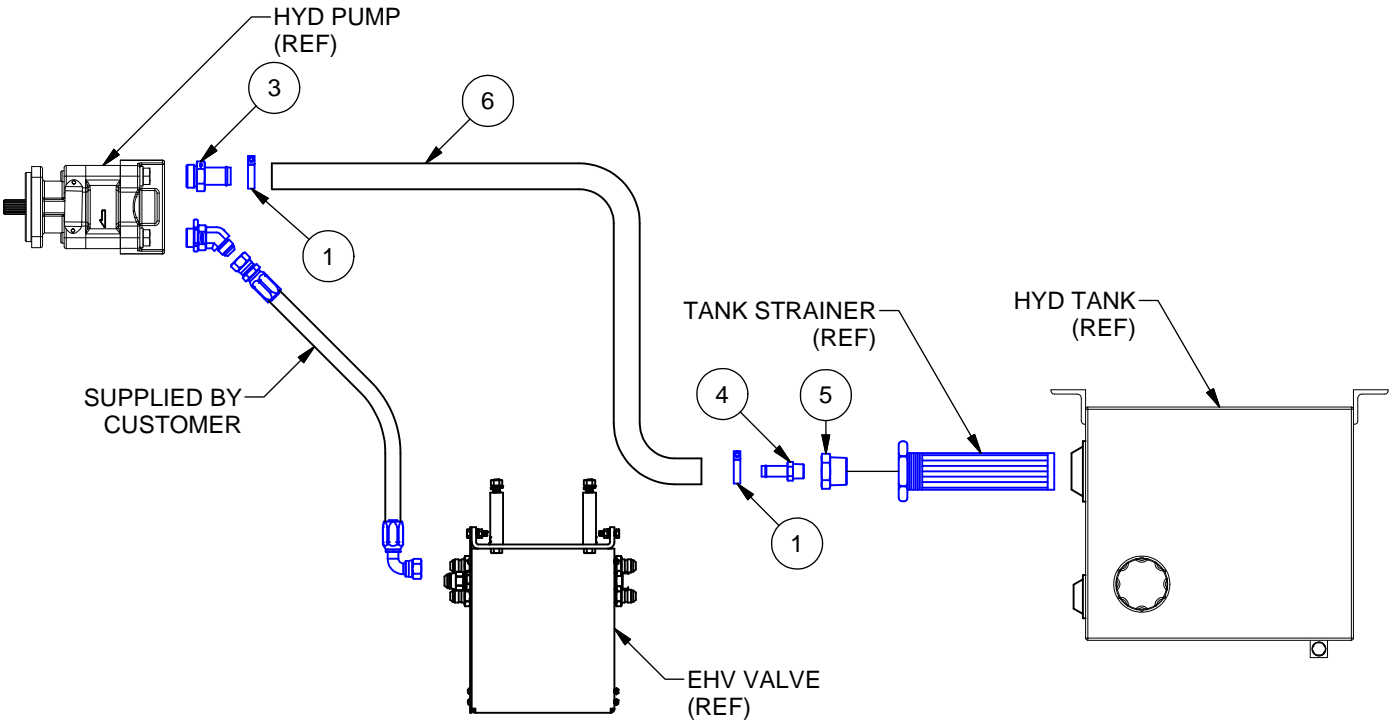 HYD PUMP
(REF)
3
6
1
TANK STRAINER
(REF)
HYD TANK
(REF)
SUPPLIED BY
CUSTOMER
4
5
1
EHV VALVE
(REF)